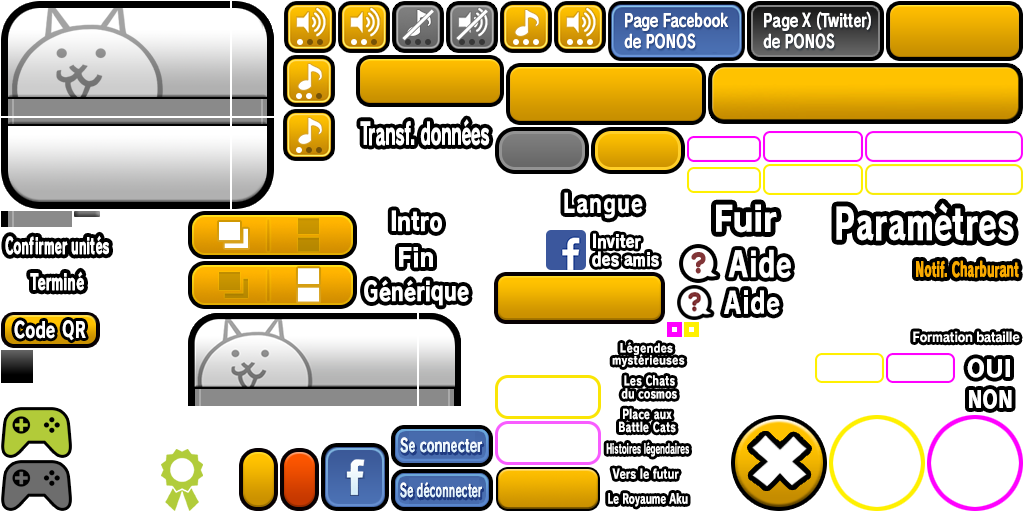 Page Facebook
de PONOS
Page X (Twitter)
de PONOS
Transf. données
Langue
Intro
Fuir
Paramètres
Confirmer unités
Inviter
des amis
Fin
Aide
Notif. Charburant
Terminé
Générique
Aide
Code QR
Formation bataille
Légendes
mystérieuses
OUI
Les Chats
du cosmos
NON
Place aux
Battle Cats
Se connecter
Histoires légendaires
Vers le futur
Se déconnecter
Le Royaume Aku